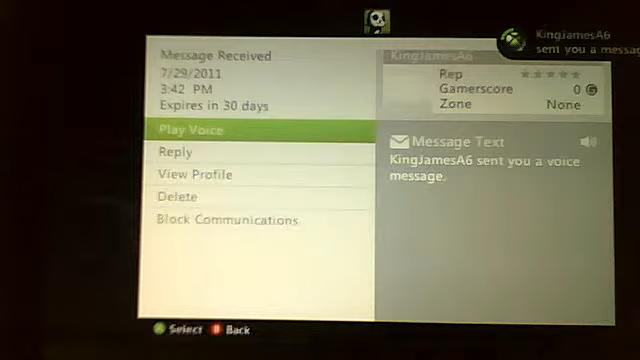 KingJamesA6
sent you a messag
Message Received
7/29/2011
3:42 PM
Expires in 30 days
Play Voice
Reply
View Profile
Delete
Block Communications
KingJamesA6
Rep
Gamerscore 0 G
Zone None
Message Text
KingJamesA6 sent you a voice
message.
A Select B Back